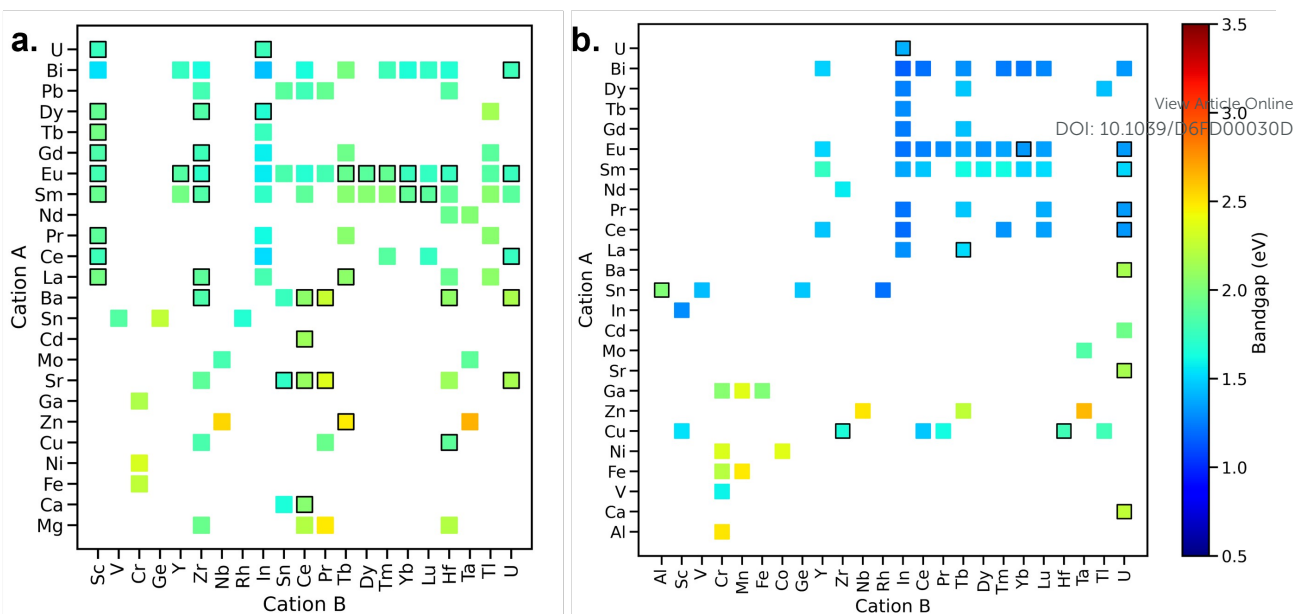 a.
U
Bi
Pb
Dy
Tb
Gd
Eu
Sm
Nd
Pr
Ce
La
Ba
Sn
Cd
Mo
Sr
Ga
Zn
Cu
Ni
Fe
Ca
Mg
Cation A
Sc V Cr Ge Y Zr Nb Rh In Sn Ce Pr Tb Dy Tm Yb Lu Hf Ta Tl U
Cation B
b.
U
Bi
Dy
Tb
Gd
Eu
Sm
Nd
Pr
Ce
La
Ba
Sn
In
Cd
Mo
Sr
Ga
Zn
Cu
Ni
Fe
V
Ca
Al
Cation A
Al Sc V Cr Mn Fe Co Ge Y Zr Nb Rh In Ce Pr Tb Dy Tm Yb Lu Hf Ta Tl U
Cation B
3.5
3.0
2.5
2.0
1.5
1.0
0.5
Bandgap (eV)
View Article Online
DOI: 10.1039/D6FD00030D